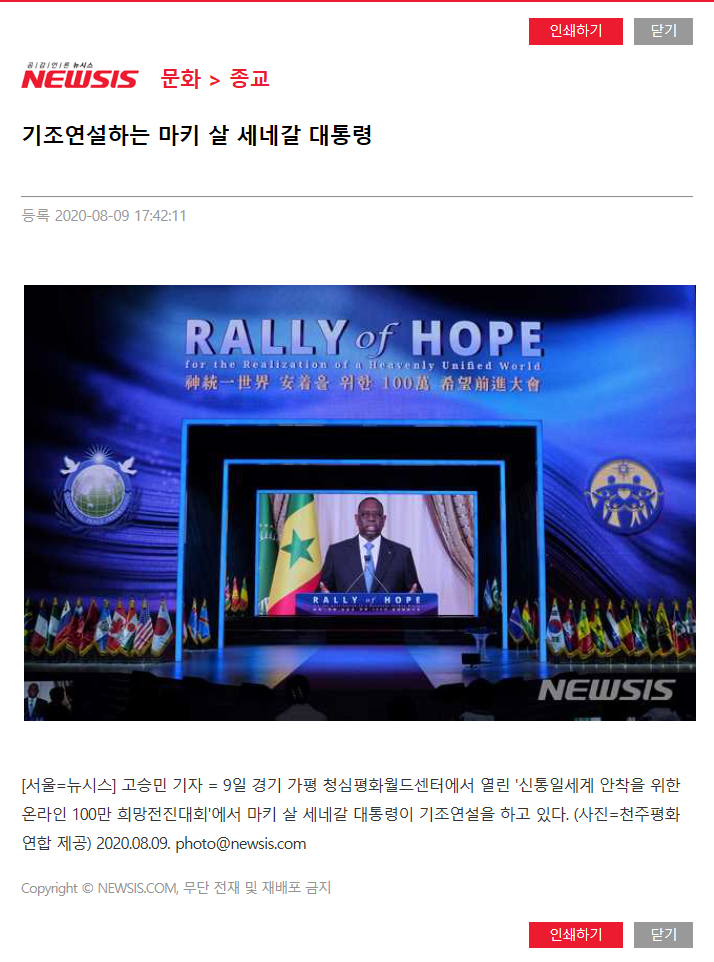 인쇄하기 닫기
공|감|언|론 뉴시스
NEWSIS 문화 > 종교
기조연설하는 마키 살 세네갈 대통령
등록 2020-08-09 17:42:11
RALLY of HOPE
for the Realization of a Heavenly Unified World
神統一世界 安着을 위한 100萬 希望前進大會
RALLY of HOPE
NEWSIS
[서울=뉴시스] 고승민 기자 = 9일 경기 가평 청심평화월드센터에서 열린 '신통일세계 안착을 위한
온라인 100만 희망전진대회'에서 마키 살 세네갈 대통령이 기조연설을 하고 있다. (사진=천주평화
연합 제공) 2020.08.09. photo@newsis.com
Copyright © NEWSIS.COM, 무단 전재 및 재배포 금지
인쇄하기 닫기